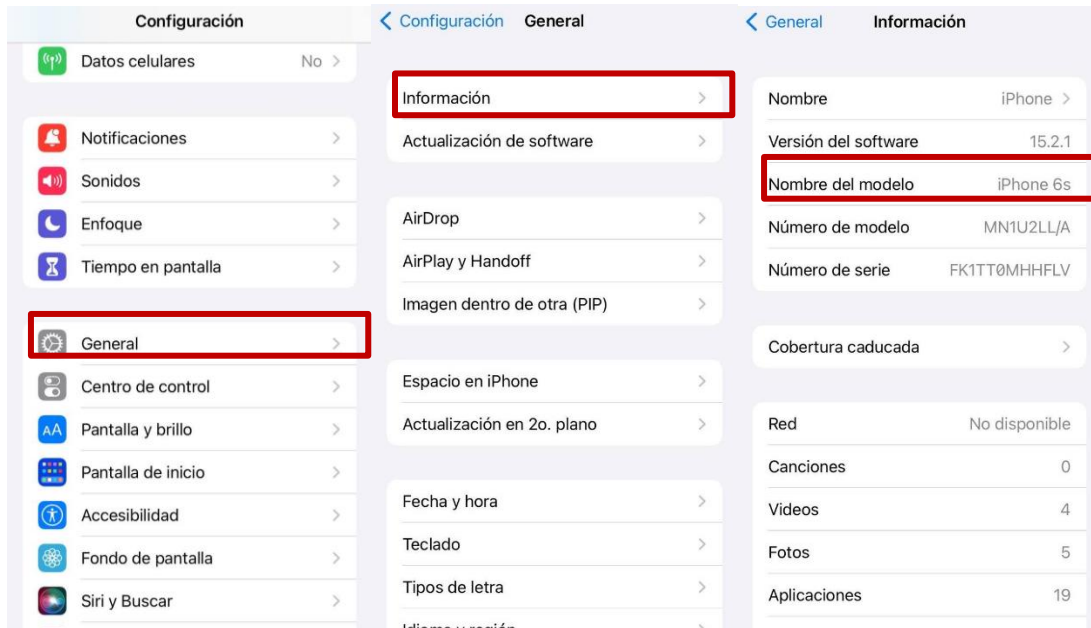 Configuración
Datos celulares No
Notificaciones
Sonidos
Enfoque
Tiempo en pantalla
General
Centro de control
AA Pantalla y brillo
Pantalla de inicio
Accesibilidad
Fondo de pantalla
Siri y Buscar
Configuración General
Información
Actualización de software
AirDrop
AirPlay y Handoff
Imagen dentro de otra (PIP)
Espacio en iPhone
Actualización en 2o. plano
Fecha y hora
Teclado
Tipos de letra
Idioma y región
General Información
Nombre iPhone
Versión del software 15.2.1
Nombre del modelo iPhone 6s
Número de modelo MN1U2LL/A
Número de serie FK1TT0MHHFLV
Cobertura caducada
Red No disponible
Canciones 0
Videos 4
Fotos 5
Aplicaciones 19